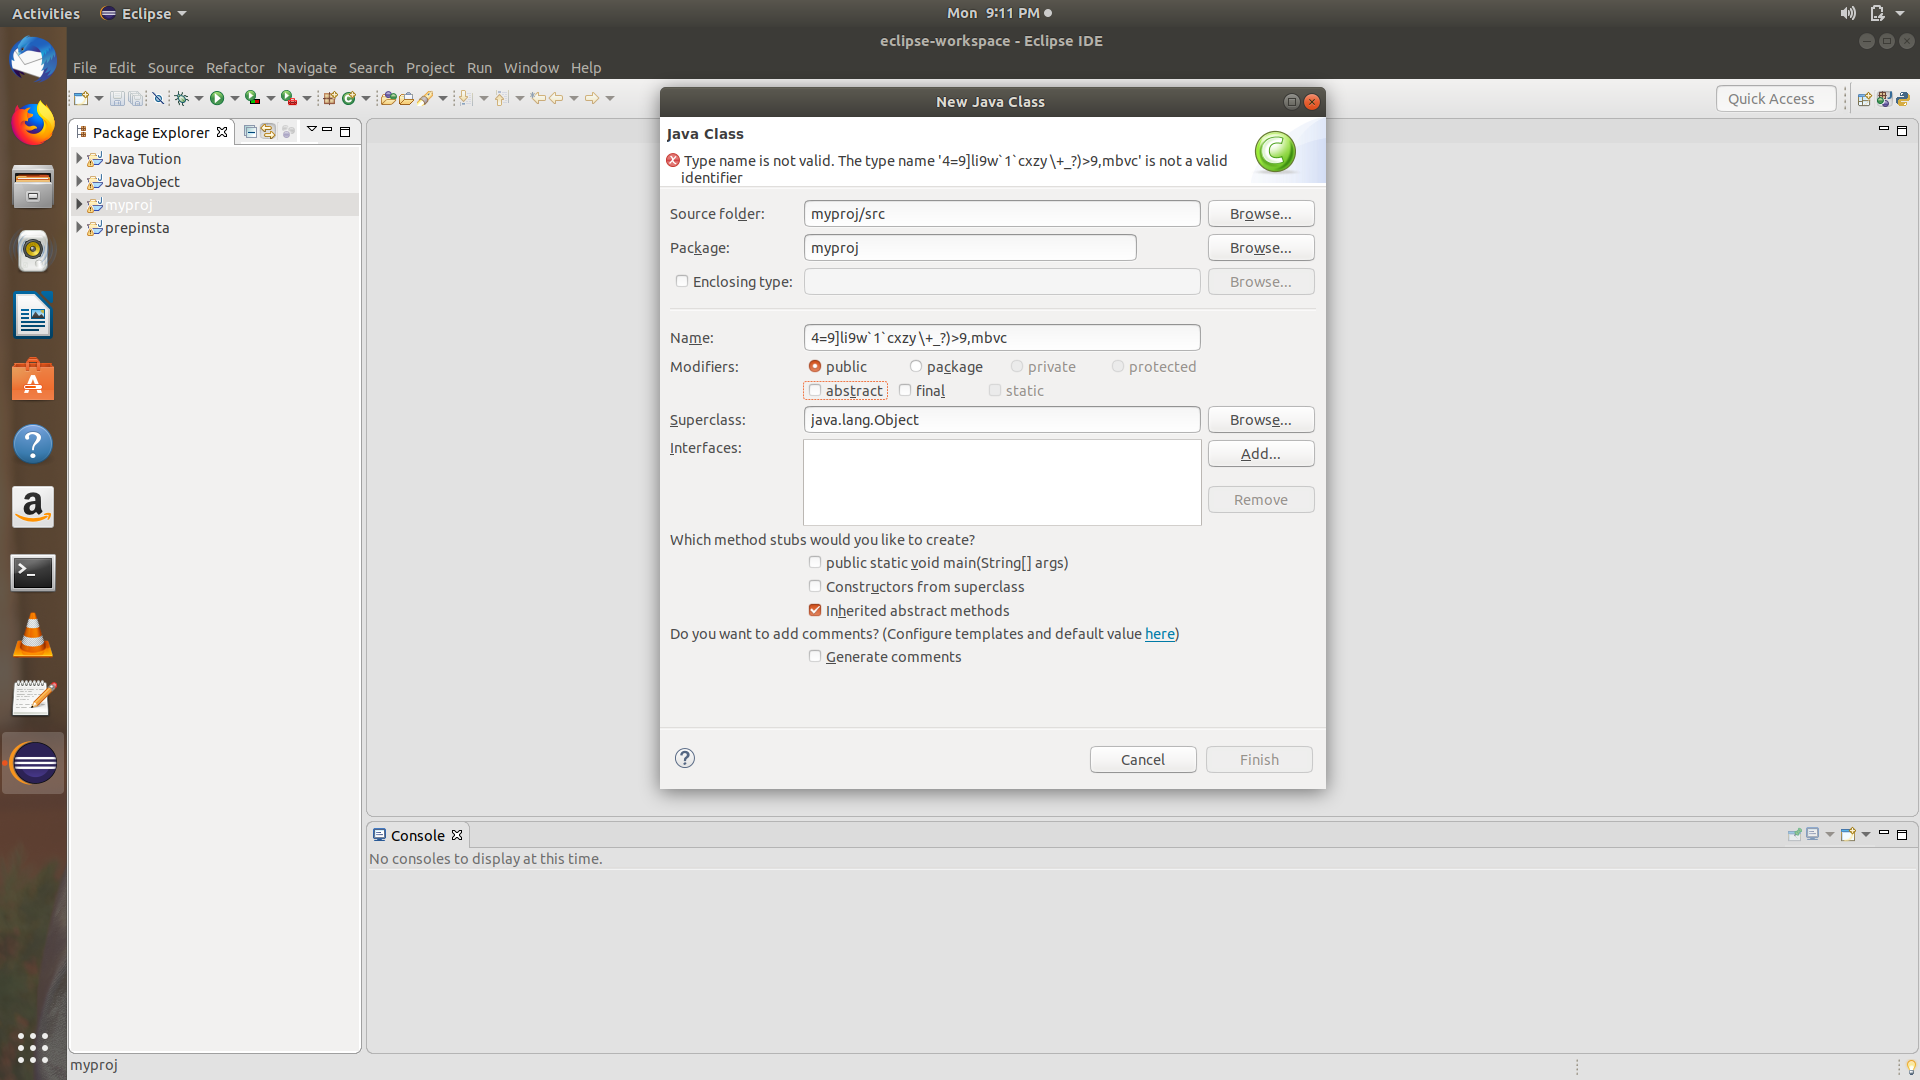 Activities Eclipse Mon 9:11 PM
eclipse-workspace - Eclipse IDE
File Edit Source Refactor Navigate Search Project Run Window Help
Quick Access
Package Explorer
Java Tution
JavaObject
myproj
prepinsta
New Java Class
Java Class
Type name is not valid. The type name '4=9]li9w`1`cxzy\+_?)>9,mbvc' is not a valid
identifier
Source folder: myproj/src Browse...
Package: myproj Browse...
Enclosing type: Browse...
Name: 4=9]li9w`1`cxzy\+_?)>9,mbvc
Modifiers: public package private protected
abstract final static
Superclass: java.lang.Object Browse...
Interfaces: Add...
Remove
Which method stubs would you like to create?
public static void main(String[] args)
Constructors from superclass
Inherited abstract methods
Do you want to add comments? (Configure templates and default value here)
Generate comments
Cancel Finish
Console
No consoles to display at this time.
myproj